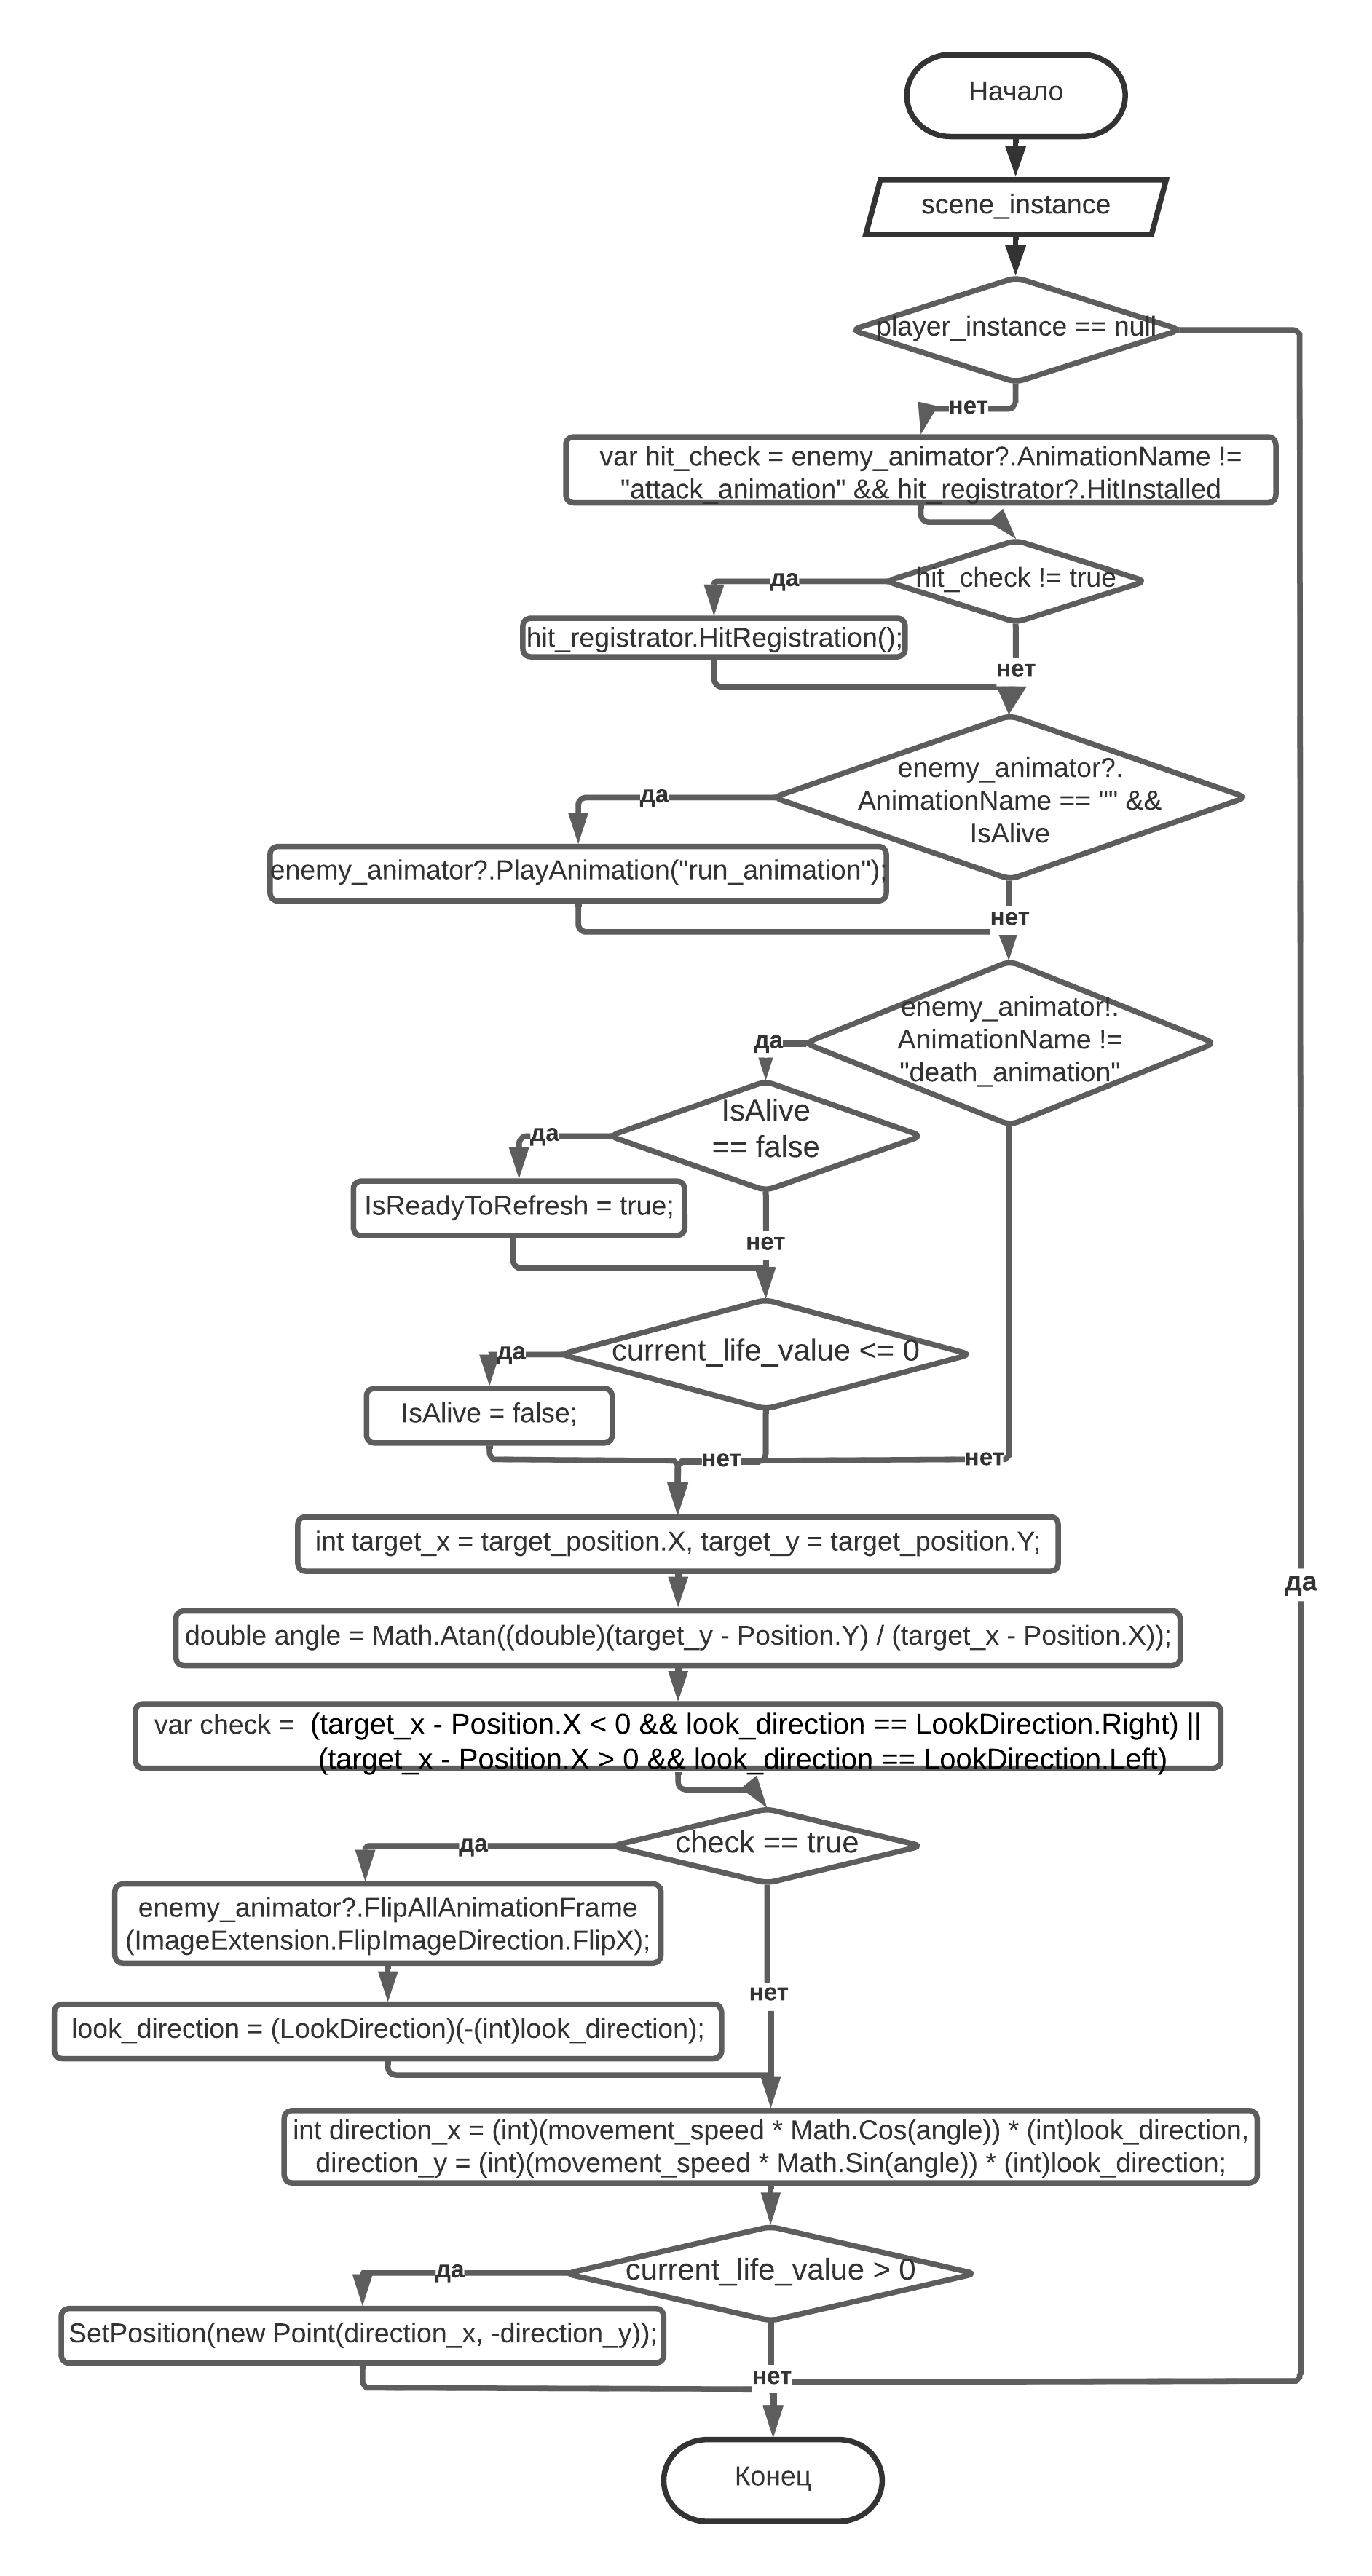 Начало
scene_instance
player_instance == null
нет
var hit_check = enemy_animator?.AnimationName !=
"attack_animation" && hit_registrator?.HitInstalled
hit_check != true
да
hit_registrator.HitRegistration();
нет
enemy_animator?.
AnimationName == "" &&
IsAlive
да
enemy_animator?.PlayAnimation("run_animation");
нет
enemy_animator!.
AnimationName !=
"death_animation"
да
IsAlive
== false
да
IsReadyToRefresh = true;
нет
current_life_value <= 0
да
IsAlive = false;
нет
нет
int target_x = target_position.X, target_y = target_position.Y;
да
double angle = Math.Atan((double)(target_y - Position.Y) / (target_x - Position.X));
var check = (target_x - Position.X < 0 && look_direction == LookDirection.Right) ||
(target_x - Position.X > 0 && look_direction == LookDirection.Left)
check == true
да
enemy_animator?.FlipAllAnimationFrame
(ImageExtension.FlipImageDirection.FlipX);
нет
look_direction = (LookDirection)(-(int)look_direction);
int direction_x = (int)(movement_speed * Math.Cos(angle)) * (int)look_direction,
direction_y = (int)(movement_speed * Math.Sin(angle)) * (int)look_direction;
current_life_value > 0
да
SetPosition(new Point(direction_x, -direction_y));
нет
Конец